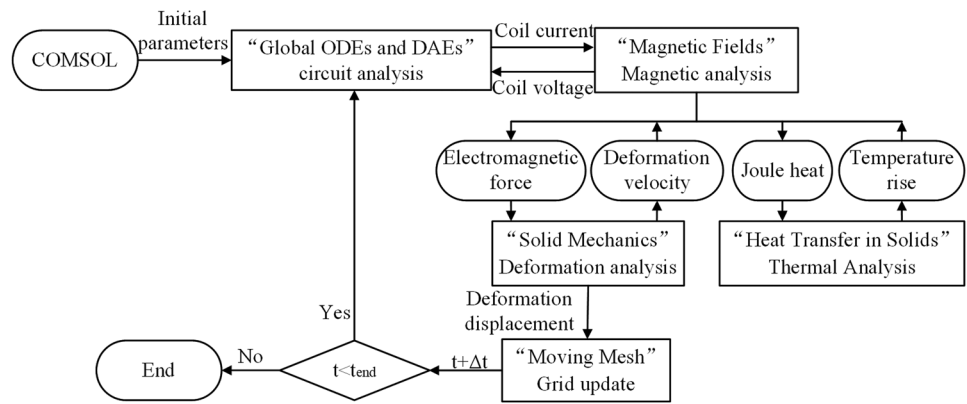 Initial
parameters
COMSOL
“Global ODEs and DAEs”
circuit analysis
Coil current
Coil voltage
“Magnetic Fields”
Magnetic analysis
Electromagnetic
force
Deformation
velocity
Joule heat
Temperature
rise
“Solid Mechanics”
Deformation analysis
“Heat Transfer in Solids”
Thermal Analysis
Deformation
displacement
“Moving Mesh”
Grid update
t+Δt
t<tend
Yes
No
End